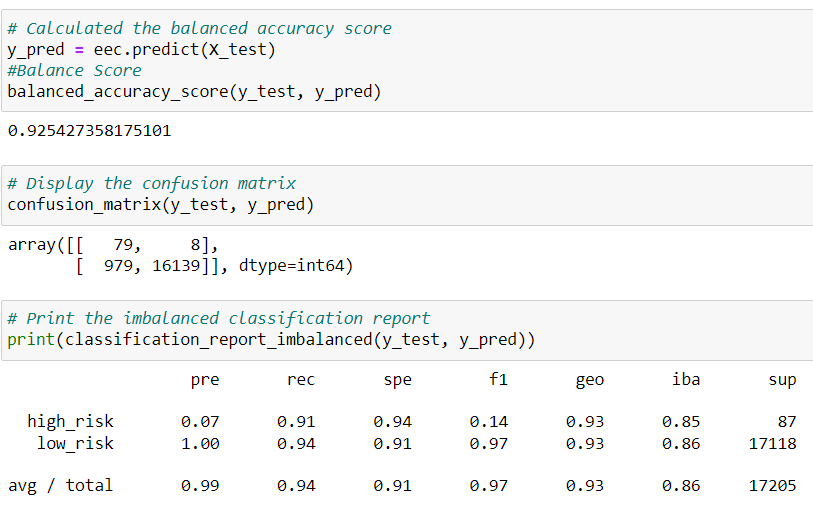 # Calculated the balanced accuracy score
y_pred = eec.predict(X_test)
#Balance Score
balanced_accuracy_score(y_test, y_pred)
0.925427358175101
# Display the confusion matrix
confusion_matrix(y_test, y_pred)
array([[   79,     8],
       [  979, 16139]], dtype=int64)
# Print the imbalanced classification report
print(classification_report_imbalanced(y_test, y_pred))
                   pre       rec       spe        f1       geo       iba       sup
  high_risk       0.07      0.91      0.94      0.14      0.93      0.85        87
   low_risk       1.00      0.94      0.91      0.97      0.93      0.86     17118
avg / total       0.99      0.94      0.91      0.97      0.93      0.86     17205